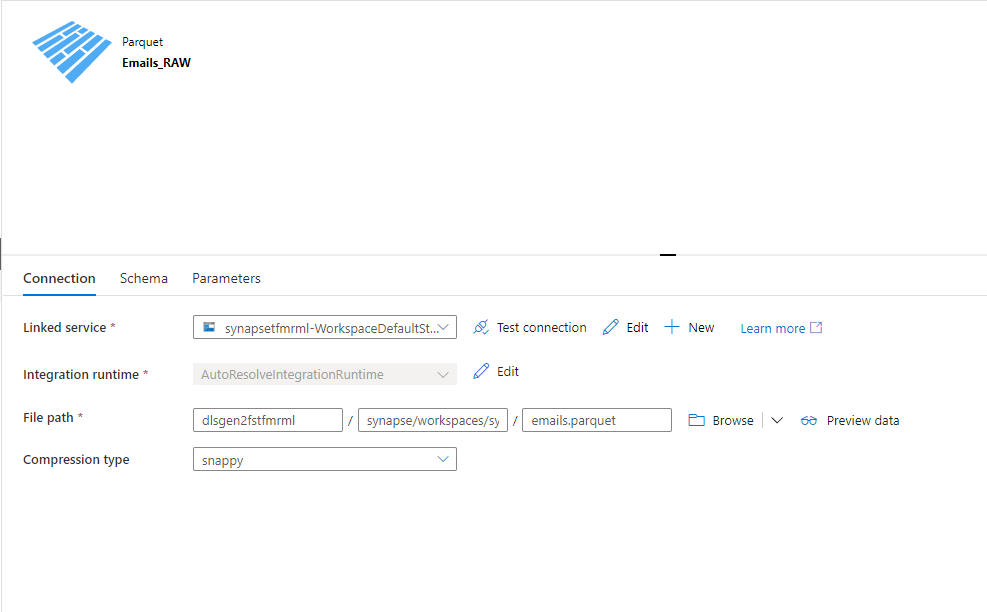 Parquet
Emails_RAW
Connection Schema Parameters
Linked service * synapsetfmrml-WorkspaceDefaultSt... Test connection Edit New Learn more
Integration runtime * AutoResolveIntegrationRuntime Edit
File path * dlsgen2fstfmrml / synapse/workspaces/sy / emails.parquet Browse Preview data
Compression type snappy